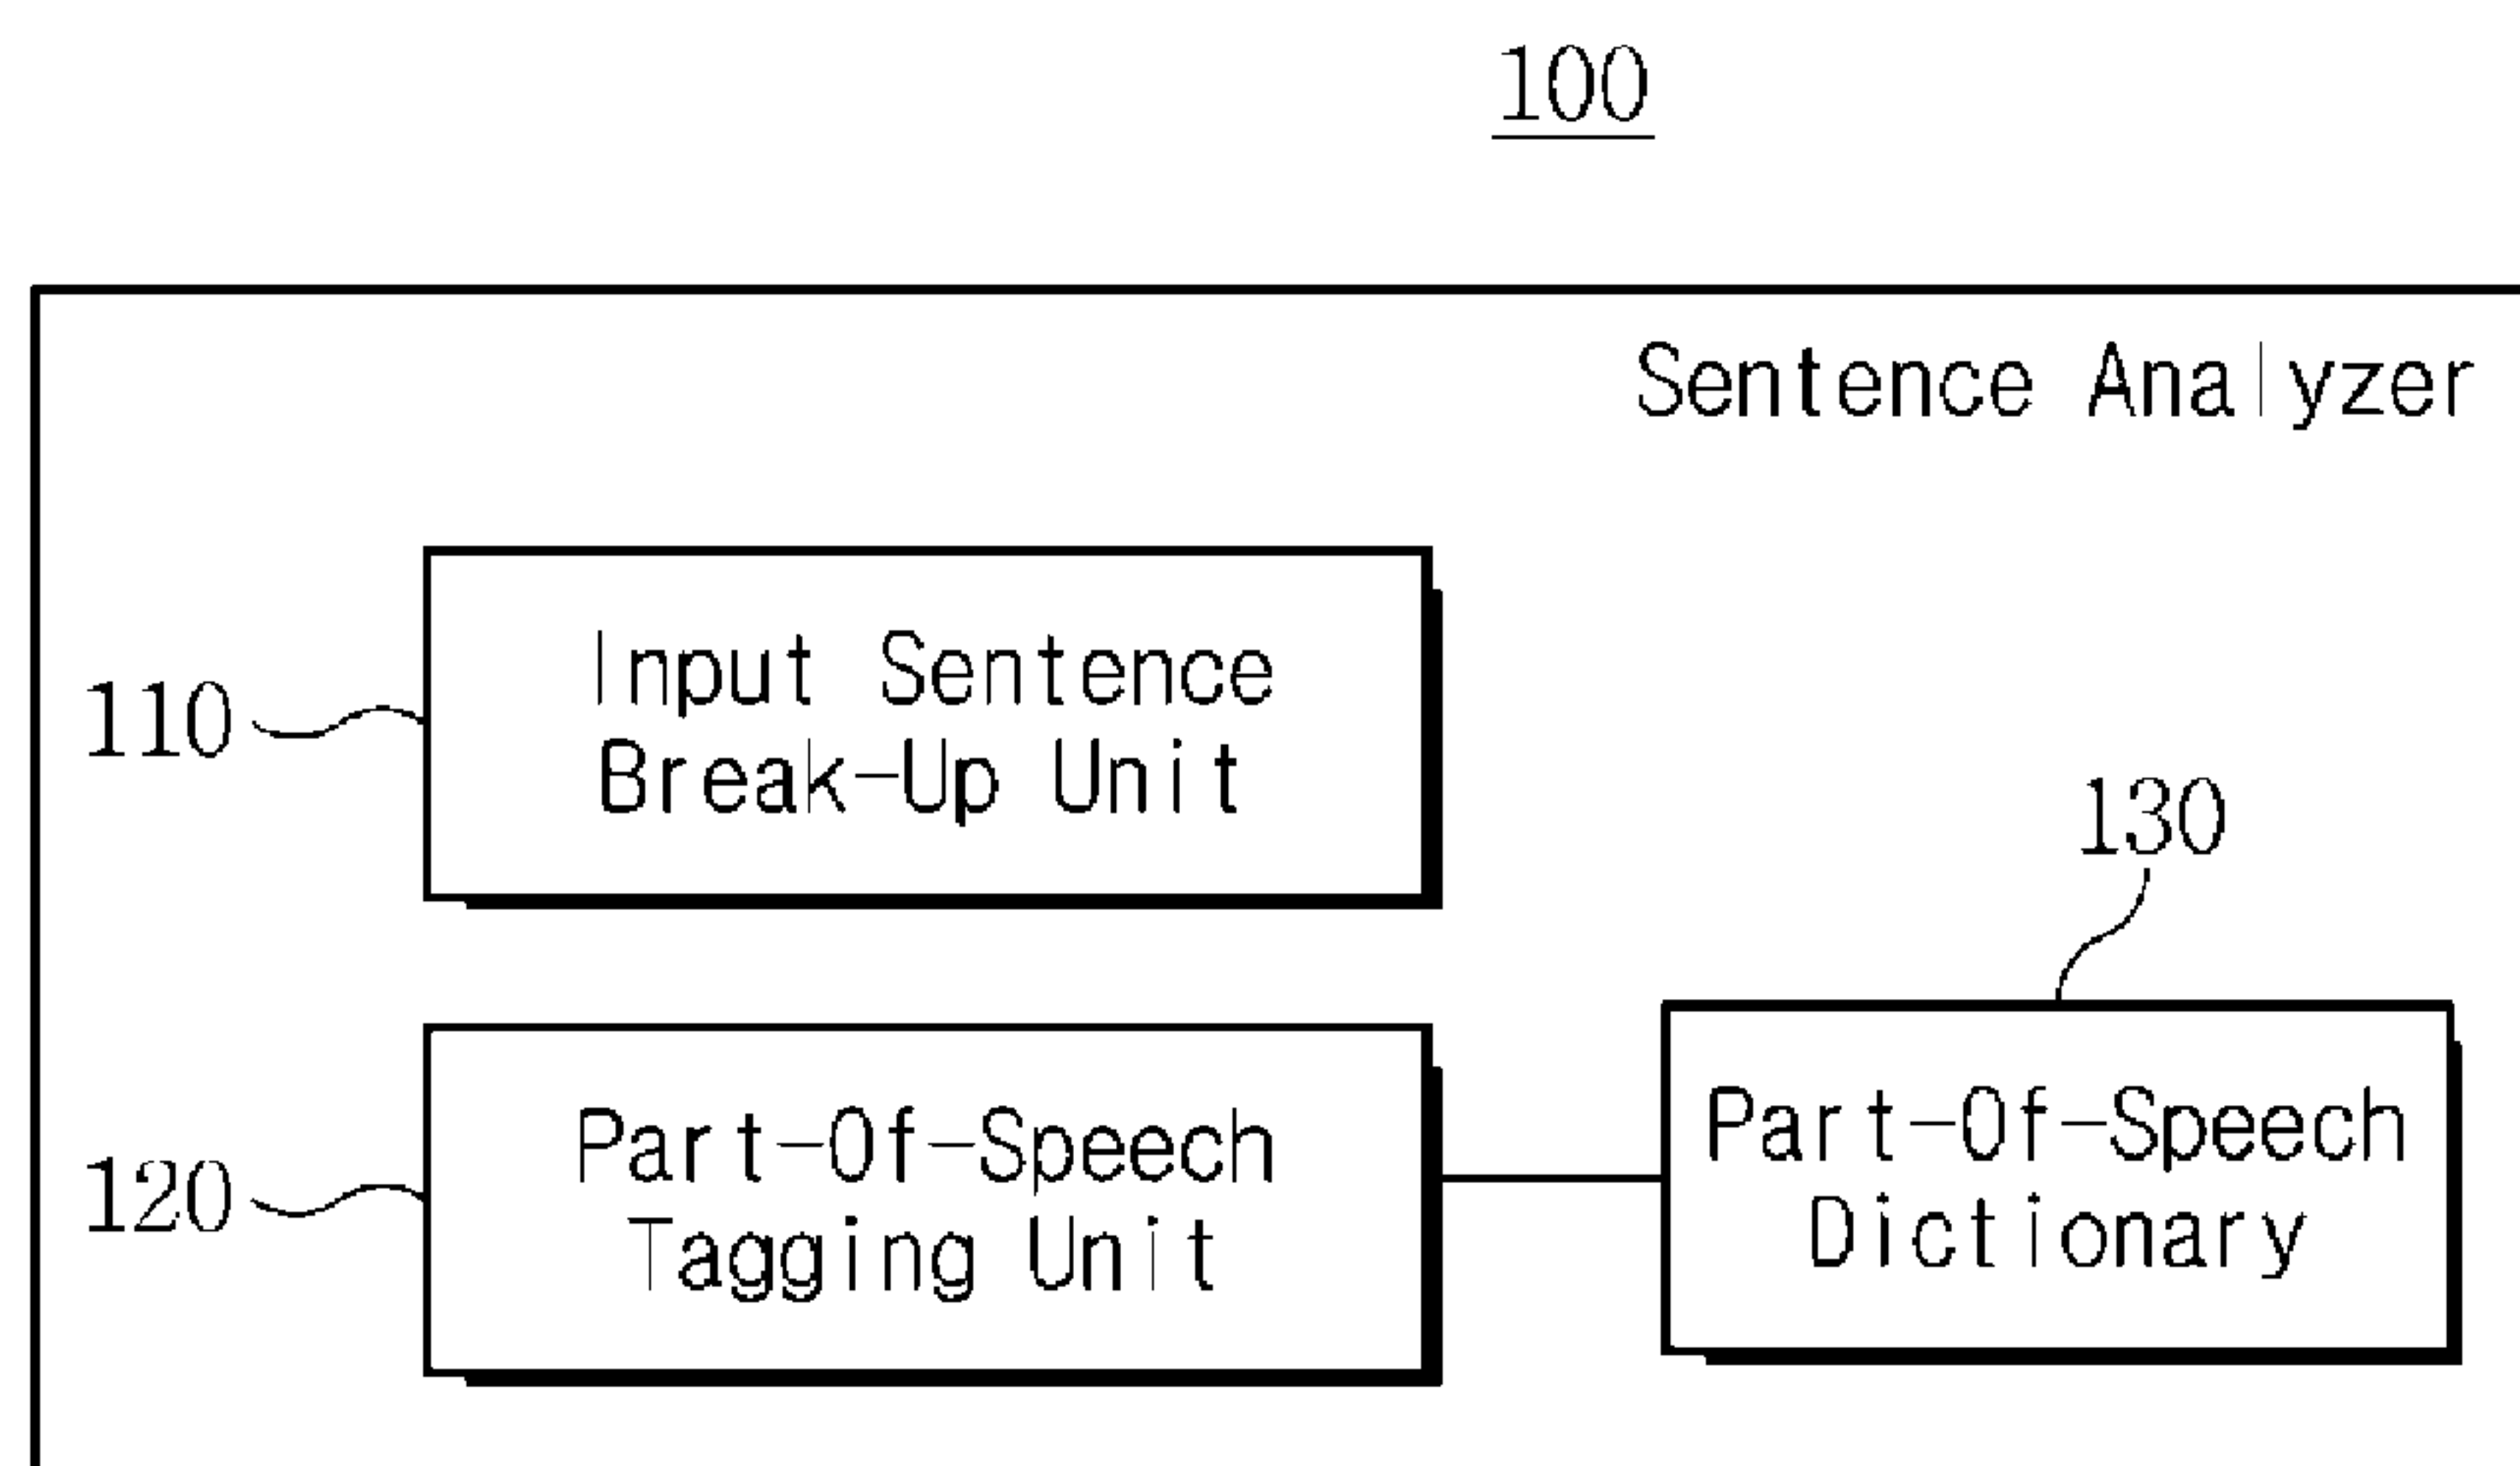 100
Sentence Analyzer
110
Input Sentence
Break-Up Unit
130
120
Part-Of-Speech
Tagging Unit
Part-Of-Speech
Dictionary